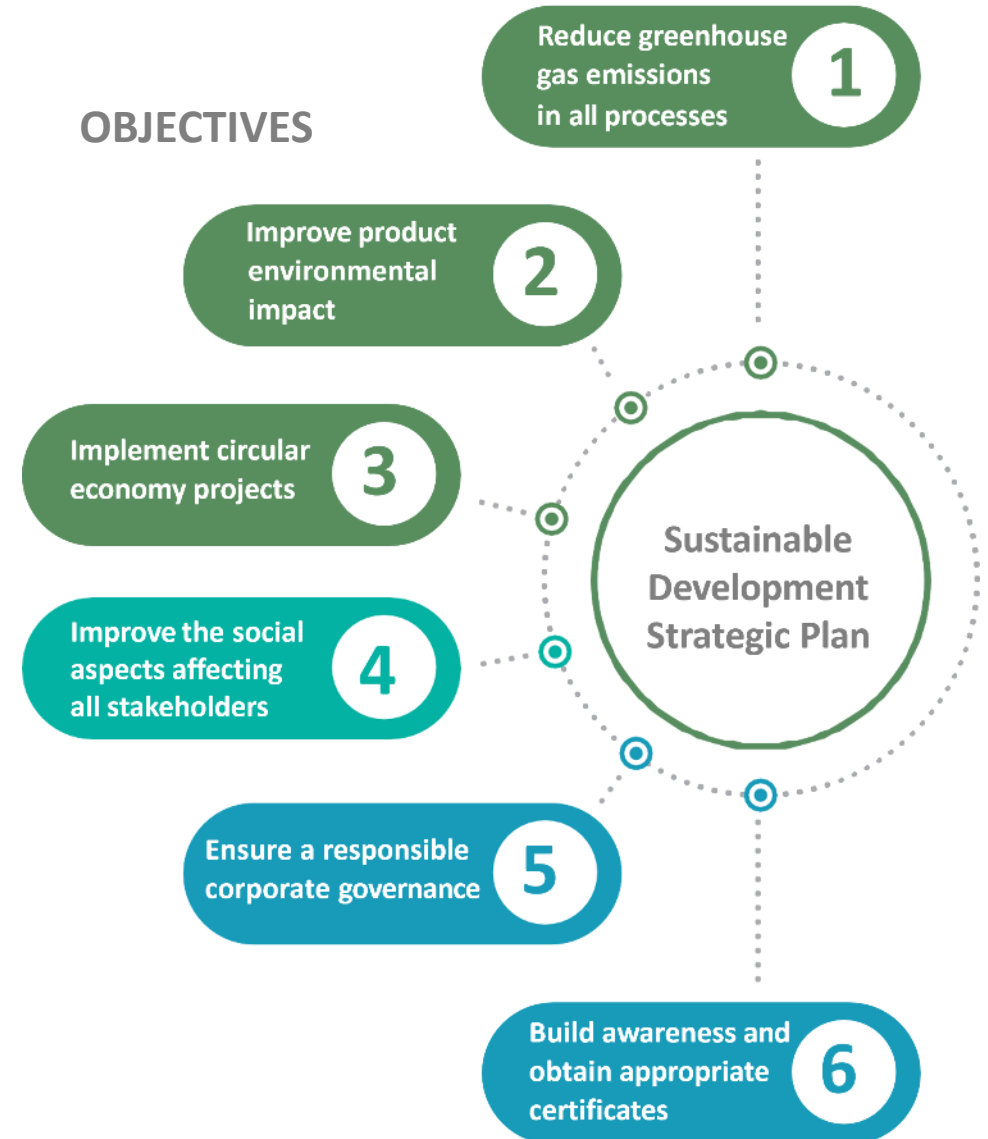 OBJECTIVES
Reduce greenhouse
gas emissions
in all processes
1
Improve product
environmental
impact
2
Implement circular
economy projects
3
Improve the social
aspects affecting
all stakeholders
4
Ensure a responsible
corporate governance
5
Build awareness and
obtain appropriate
certificates
6
Sustainable
Development
Strategic Plan